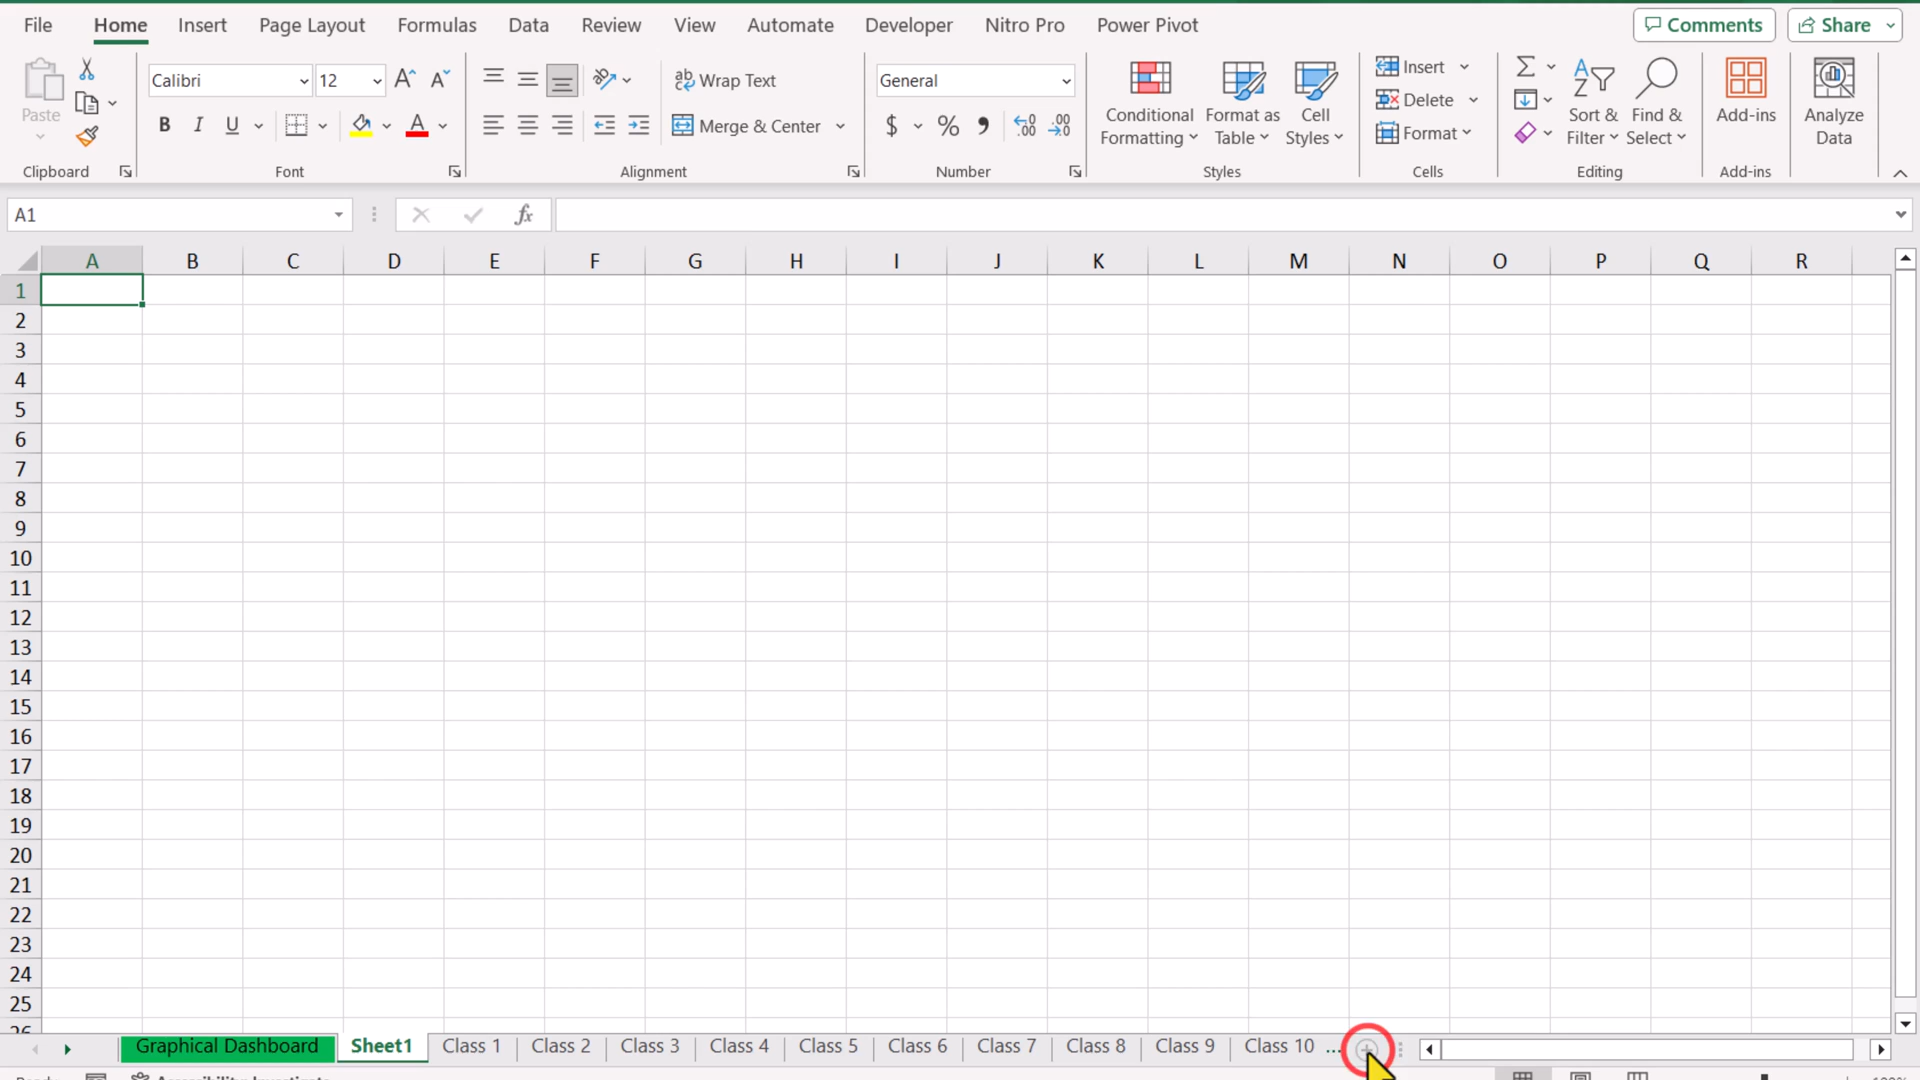 File Home Insert Page Layout Formulas Data Review View Automate Developer Nitro Pro Power Pivot Comments Share
Calibri 12 Wrap Text General Insert
Paste Conditional Format as Cell Delete Sort & Find & Add-ins Analyze
B I U Merge & Center $ % Formatting Table Styles Format Filter Select Data
Clipboard Font Alignment Number Styles Cells Editing Add-ins
A1 fx
A B C D E F G H I J K L M N O P Q R
1
2
3
4
5
6
7
8
9
10
11
12
13
14
15
16
17
18
19
20
21
22
23
24
25
26
Graphical Dashboard Sheet1 Class 1 Class 2 Class 3 Class 4 Class 5 Class 6 Class 7 Class 8 Class 9 Class 10 ...
Accessibility: Investigate